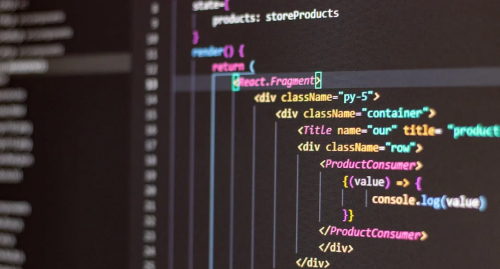 state={
products: storeProducts
}
render() {
return (
<React.Fragment>
<div className="py-5">
<div className="container">
<Title name="our" title= "product
<div className="row">
<ProductConsumer>
{(value) => {
console.log(value)
}}
</ProductConsumer>
</div>
</div>